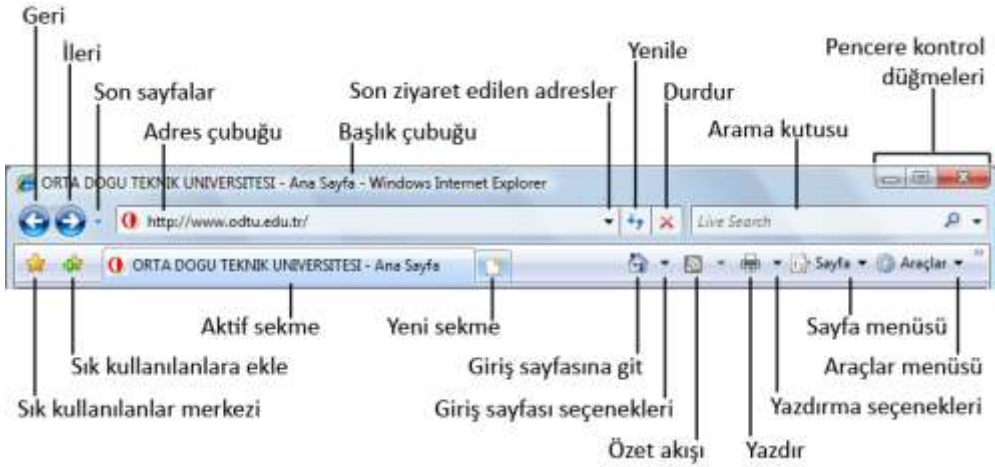 Geri
İleri
Son sayfalar
Adres çubuğu
Başlık çubuğu
Son ziyaret edilen adresler
Yenile
Durdur
Arama kutusu
Pencere kontrol
düğmeleri
ORTA DOGU TEKNIK UNIVERSITESI - Ana Sayfa - Windows Internet Explorer
http://www.odtu.edu.tr/
Live Search
ORTA DOGU TEKNIK UNIVERSITESI - Ana Sayfa
Sayfa
Araçlar
Aktif sekme
Yeni sekme
Sayfa menüsü
Sık kullanılanlara ekle
Giriş sayfasına git
Araçlar menüsü
Sık kullanılanlar merkezi
Giriş sayfası seçenekleri
Yazdırma seçenekleri
Özet akışı
Yazdır